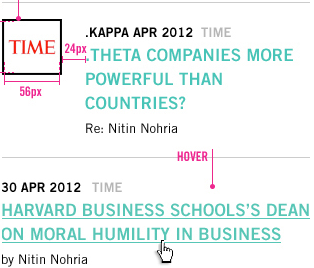 .KAPPA APR 2012 TIME
TIME
24px
.THETA COMPANIES MORE
POWERFUL THAN
COUNTRIES?
56px
Re: Nitin Nohria
HOVER
30 APR 2012 TIME
HARVARD BUSINESS SCHOOLS'S DEAN
ON MORAL HUMILITY IN BUSINESS
by Nitin Nohria